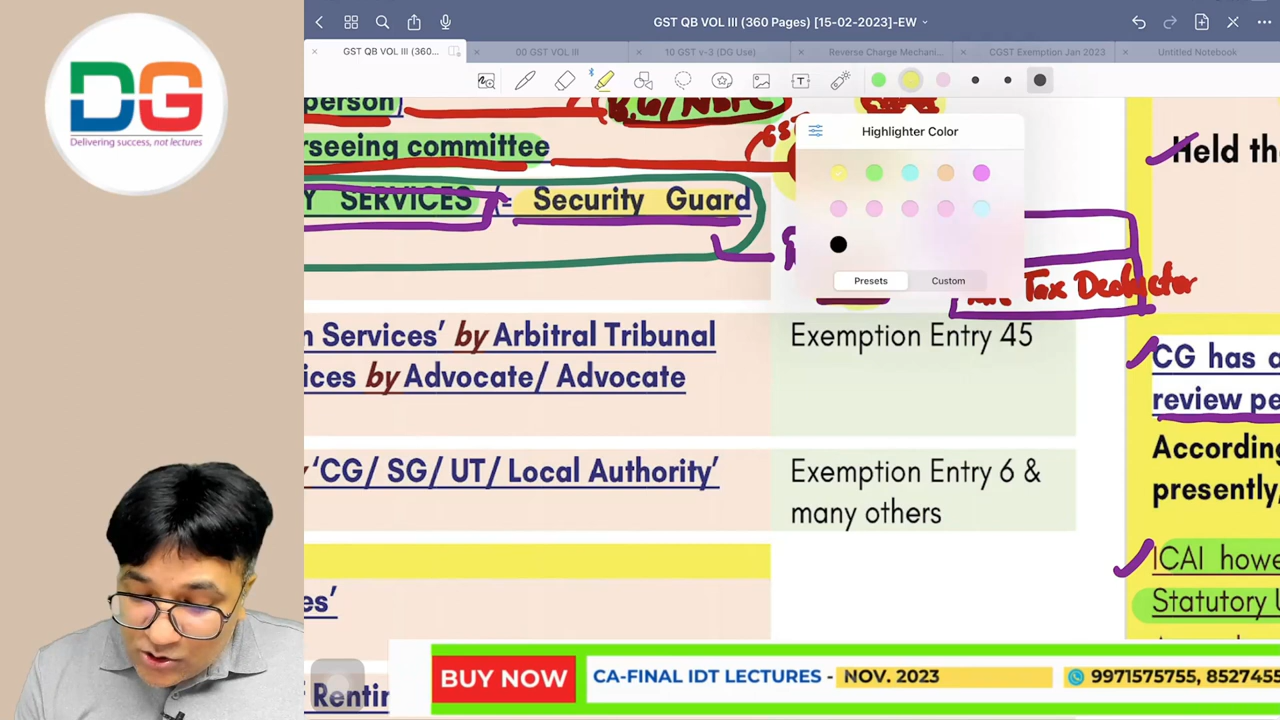 GST QB VOL III (360 Pages) [15-02-2023]-EW
GST QB VOL III (360...
00 GST VOL III
10 GST v-3 (DG Use)
Reverse Charge Mechani...
CGST Exemption Jan 2023
Untitled Notebook
DG
Delivering success, not lectures
person)
rseeing committee
Y SERVICES (= Security Guard
Highlighter Color
Presets
Custom
Tax Deductor
Held th
n Services’ by Arbitral Tribunal
ices by Advocate/ Advocate
Exemption Entry 45
‘CG/ SG/ UT/ Local Authority’
Exemption Entry 6 &
many others
es’
Rentin
CG has a
review pe
According
presently,
ICAI howe
Statutory U
BUY NOW
CA-FINAL IDT LECTURES - NOV. 2023
9971575755, 8527455